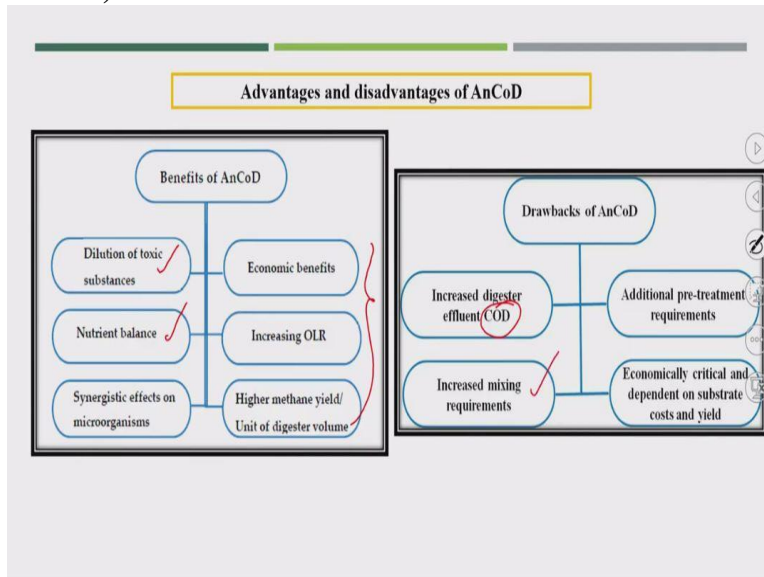 Advantages and disadvantages of AnCoD
Benefits of AnCoD
Dilution of toxic
substances
Economic benefits
Nutrient balance
Increasing OLR
Synergistic effects on
microorganisms
Higher methane yield/
Unit of digester volume
Drawbacks of AnCoD
Increased digester
effluent COD
Additional pre-treatment
requirements
Increased mixing
requirements
Economically critical and
dependent on substrate
costs and yield